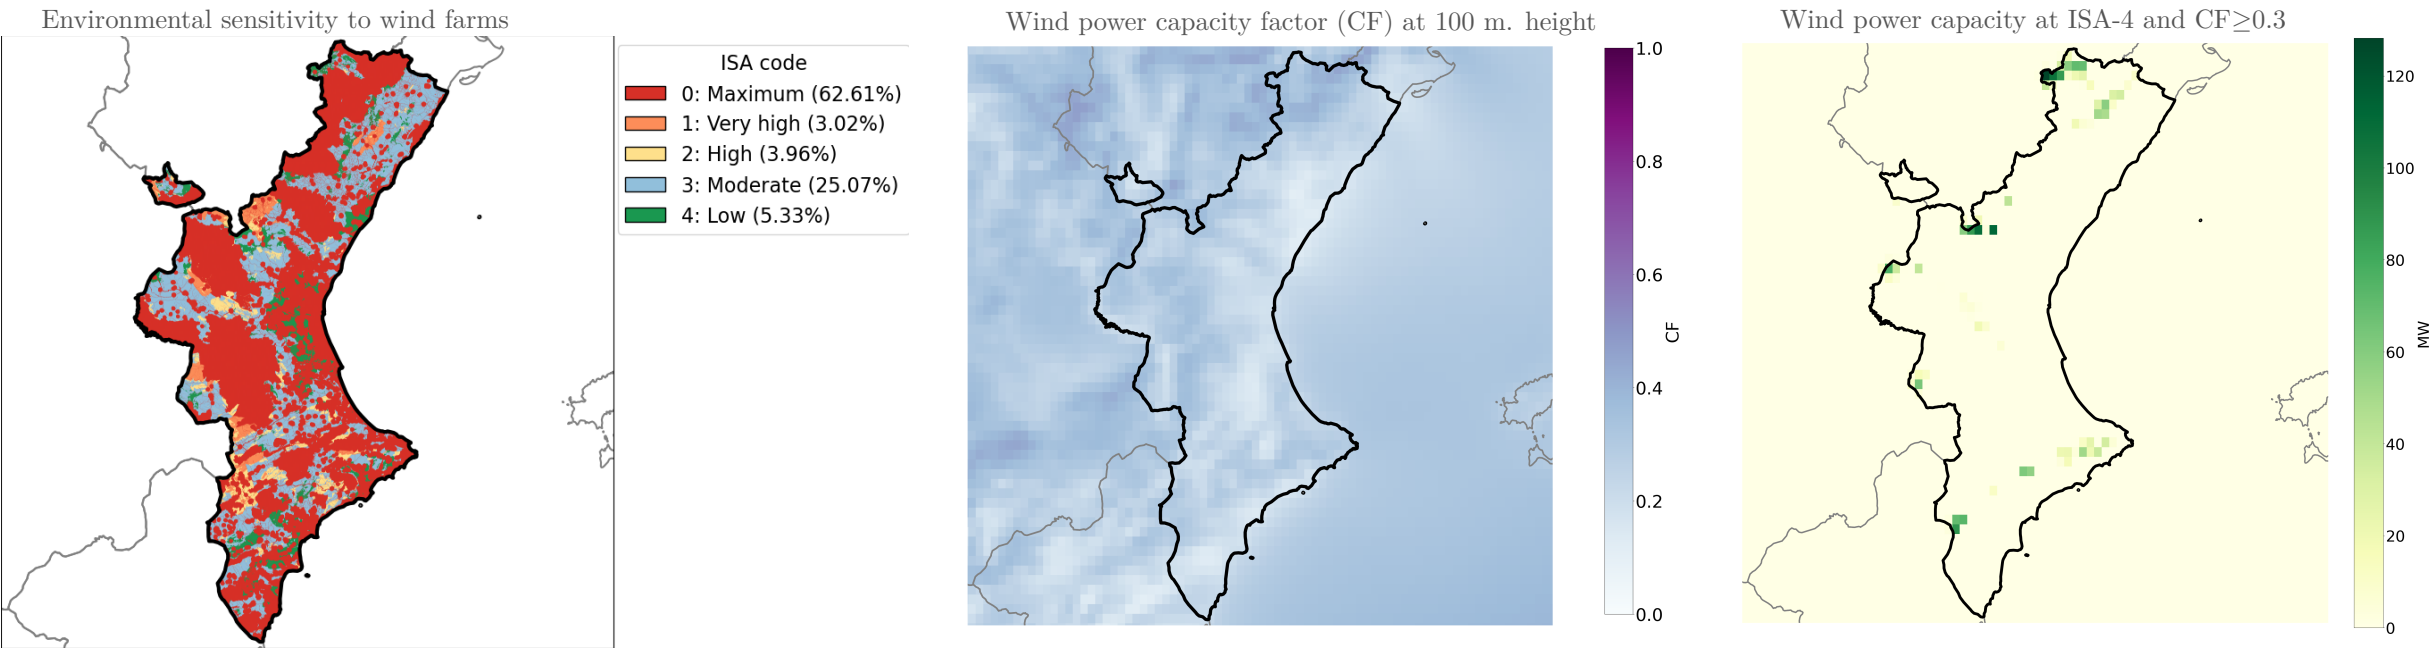 Environmental sensitivity to wind farms
ISA code
0: Maximum (62.61%)
1: Very high (3.02%)
2: High (3.96%)
3: Moderate (25.07%)
4: Low (5.33%)
Wind power capacity factor (CF) at 100 m. height
1.0
0.8
0.6
0.4
0.2
0.0
CF
Wind power capacity at ISA-4 and CF≥0.3
120
100
80
60
40
20
0
MW